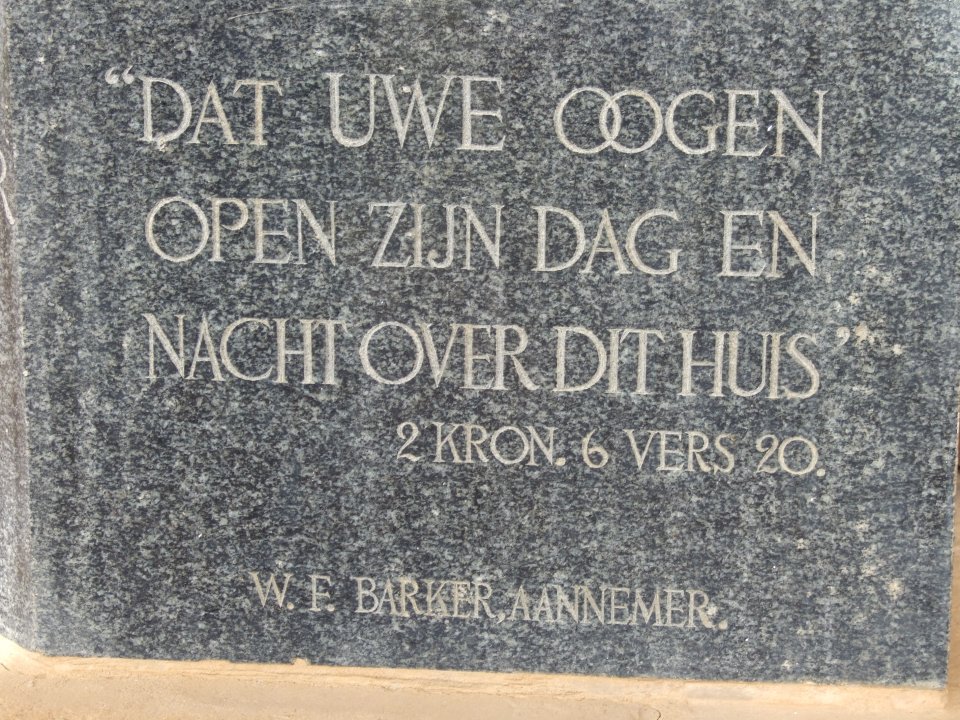 “DAT UWE OOGEN
OPEN ZIJN DAG EN
NACHT OVER DIT HUIS”
2 KRON. 6 VERS 20.
W. F. BARKER, AANNEMER.